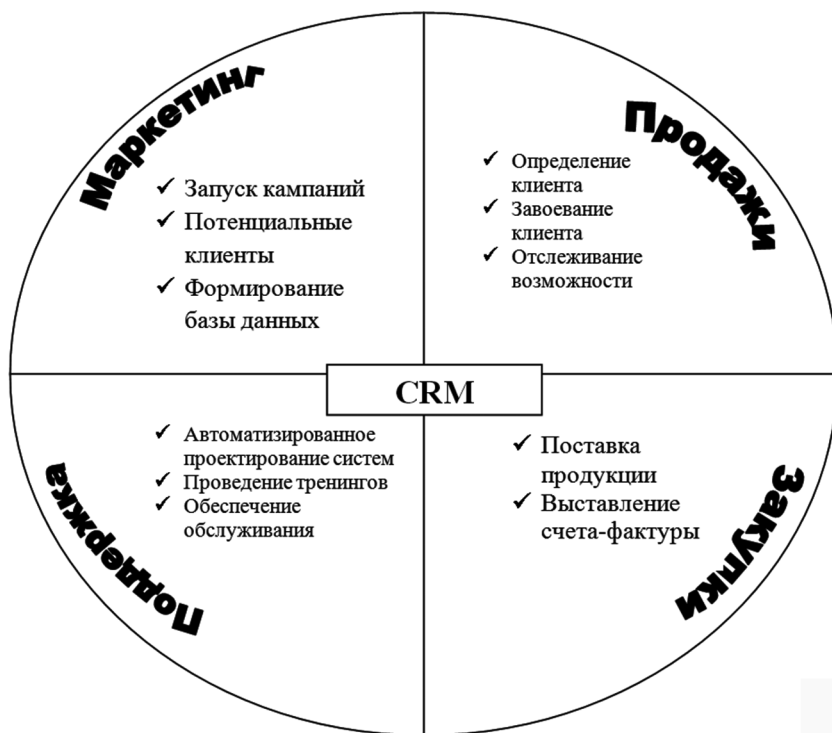 Маркетинг
✓ Запуск кампаний
✓ Потенциальные
клиенты
✓ Формирование
базы данных
Продажи
✓ Определение
клиента
✓ Завоевание
клиента
✓ Отслеживание
возможности
CRM
Поддержка
✓ Автоматизированное
проектирование систем
✓ Проведение тренингов
✓ Обеспечение
обслуживания
Закупки
✓ Поставка
продукции
✓ Выставление
счета-фактуры